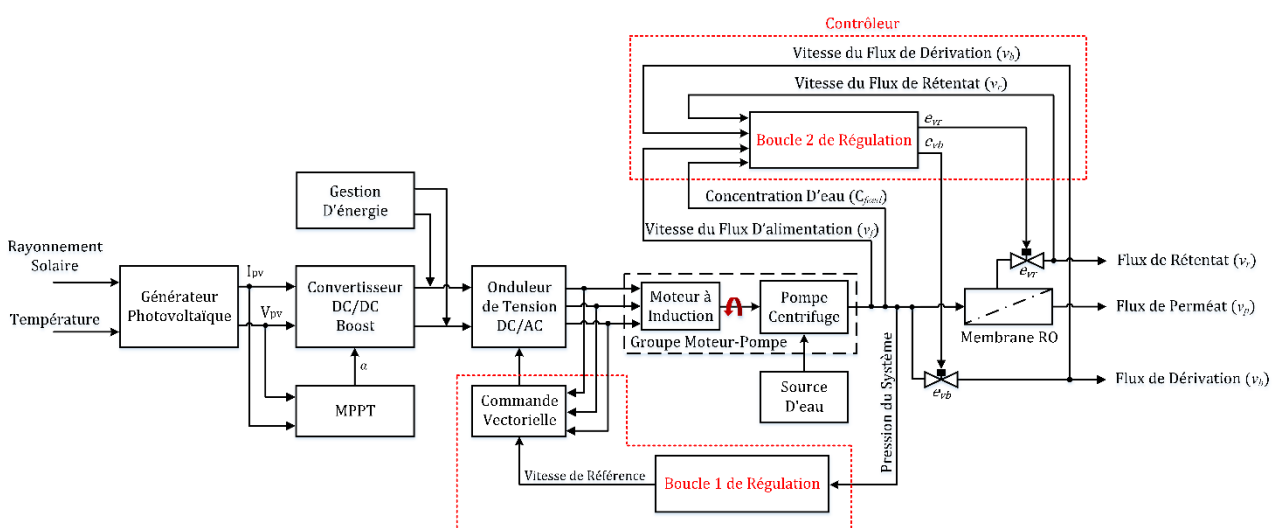 Contrôleur
Vitesse du Flux de Dérivation (vb)
Vitesse du Flux de Rétentat (vr)
Boucle 2 de Régulation
evr
cvb
Concentration D'eau (Cfeed)
Vitesse du Flux D'alimentation (vf)
Gestion
D'énergie
Rayonnement
Solaire
Température
Générateur
Photovoltaïque
Ipv
Vpv
Convertisseur
DC/DC
Boost
α
MPPT
Onduleur
de Tension
DC/AC
Moteur à
Induction
Pompe
Centrifuge
Groupe Moteur-Pompe
Source
D'eau
Commande
Vectorielle
Vitesse de Référence
Boucle 1 de Régulation
Pression du Système
evr
Membrane RO
evb
Flux de Rétentat (vr)
Flux de Perméat (vp)
Flux de Dérivation (vb)